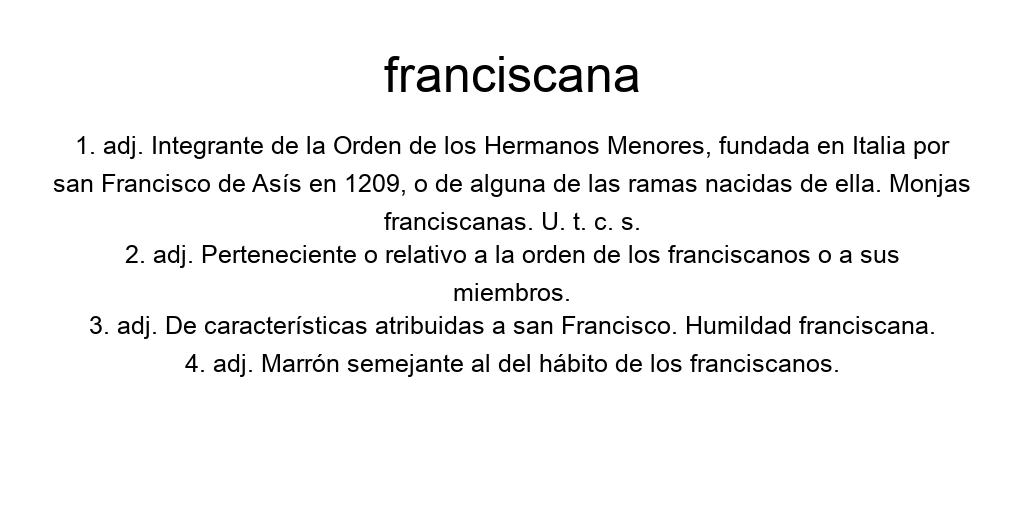 franciscana
1. adj. Integrante de la Orden de los Hermanos Menores, fundada en Italia por
san Francisco de Asís en 1209, o de alguna de las ramas nacidas de ella. Monjas
franciscanas. U. t. c. s.
2. adj. Perteneciente o relativo a la orden de los franciscanos o a sus
miembros.
3. adj. De características atribuidas a san Francisco. Humildad franciscana.
4. adj. Marrón semejante al del hábito de los franciscanos.